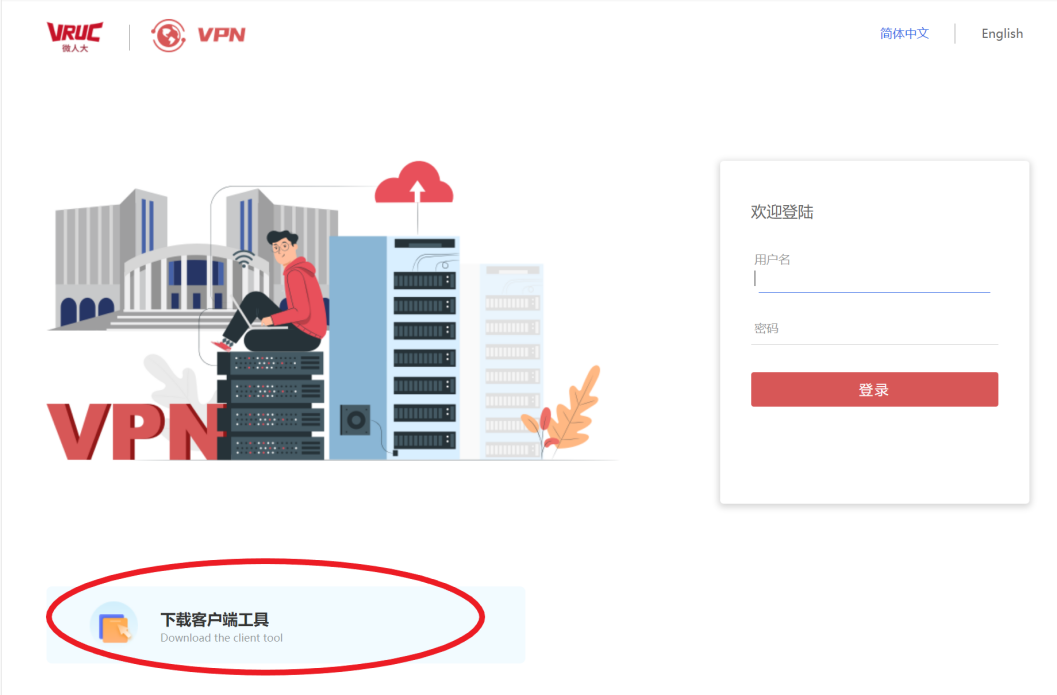 VRUC
微人大
VPN
简体中文
English
欢迎登陆
用户名
密码
登录
VPN
下载客户端工具
Download the client tool